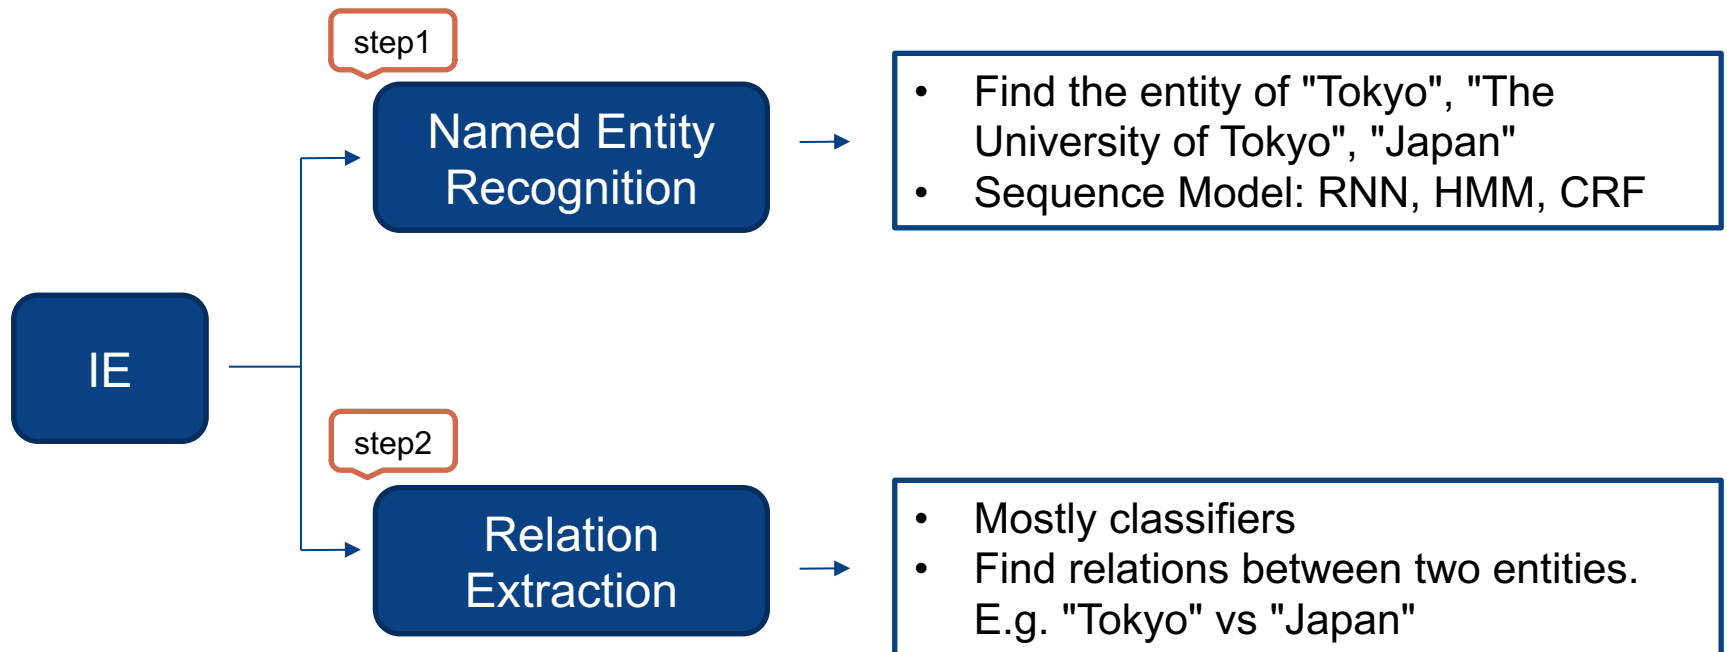 step1
Named Entity
Recognition
• Find the entity of "Tokyo", "The
University of Tokyo", "Japan"
• Sequence Model: RNN, HMM, CRF
IE
step2
Relation
Extraction
• Mostly classifiers
• Find relations between two entities.
E.g. "Tokyo" vs "Japan"